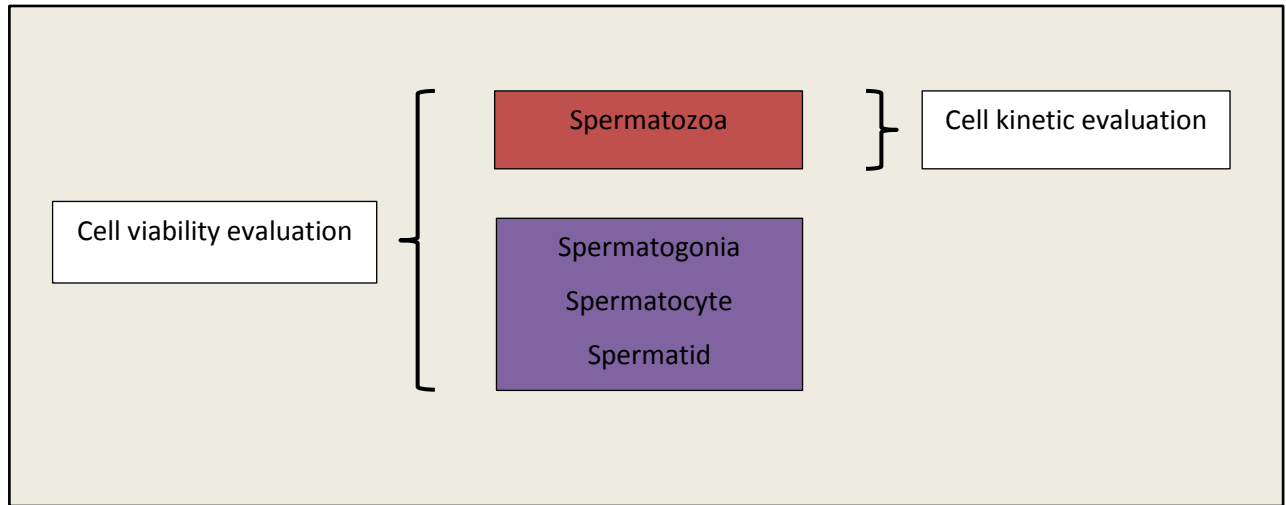 Spermatozoa
Cell kinetic evaluation
Cell viability evaluation
Spermatogonia
Spermatocyte
Spermatid